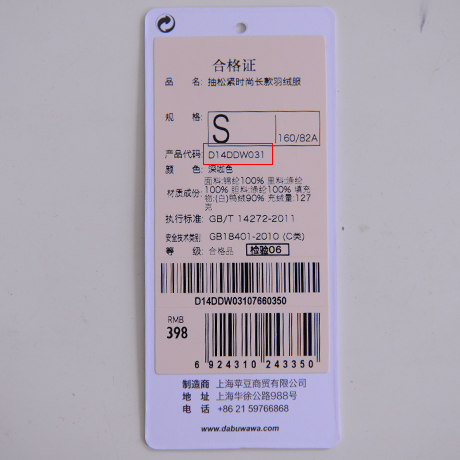 合格证
品 名: 抽松紧时尚长款羽绒服
规 格: S 160/82A
产品代码: D14DDW031
颜 色: 深咖色
材质成份: 面料:锦纶100% 里料:涤纶
100% 胆料:涤纶100% 填充
物:(白)鸭绒90% 充绒量:127
克
执行标准: GB/T 14272-2011
安全技术类别: GB18401-2010 (C类)
等 级: 合格品 检验06
D14DDW03107660350
RMB
398
6 924310 243350
制造商 上海苹豆商贸有限公司
地 址 上海华徐公路988号
电 话 +86 21 59766868
www.dabuwawa.com